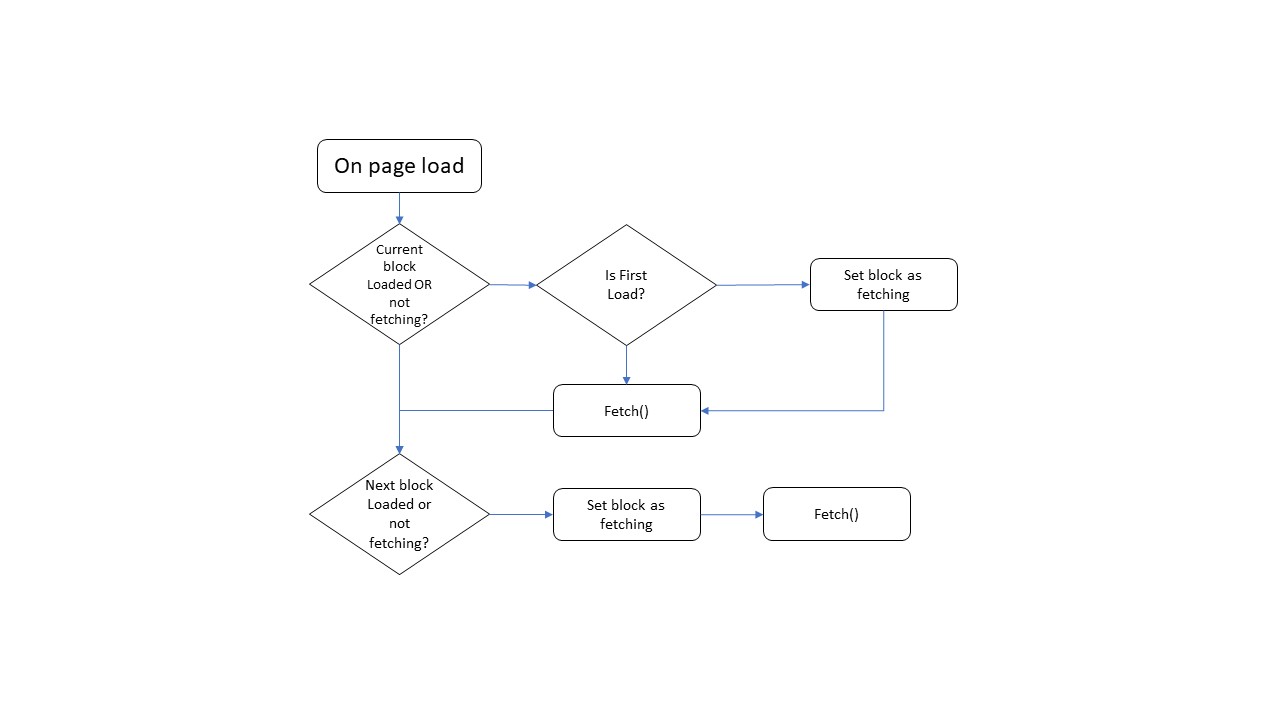 On page load
Current
block
Loaded OR
not
fetching?
Is First
Load?
Set block as
fetching
Fetch()
Next block
Loaded or
not
fetching?
Set block as
fetching
Fetch()